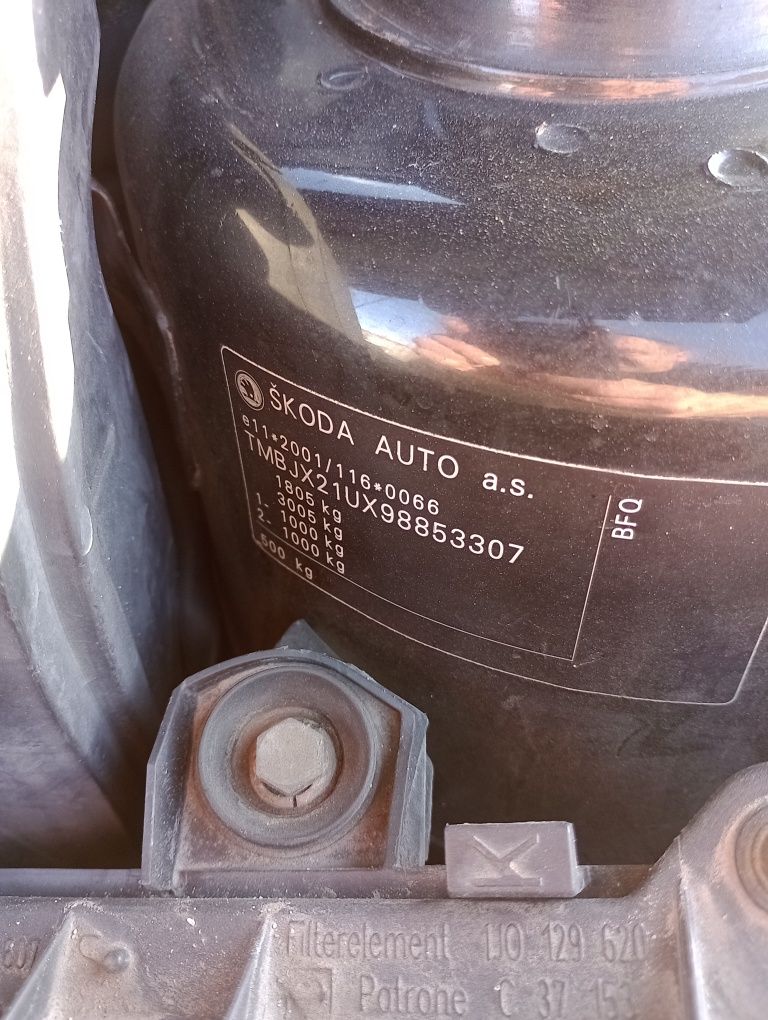 ŠKODA AUTO a.s.
e11*2001/116*0066
TMBJX21UX98853307
1805 kg
3005 kg
1- 1000 kg
2- 1000 kg
500 kg
BFQ
K
Filterelement 1J0 129 620
Patrone C 37 153